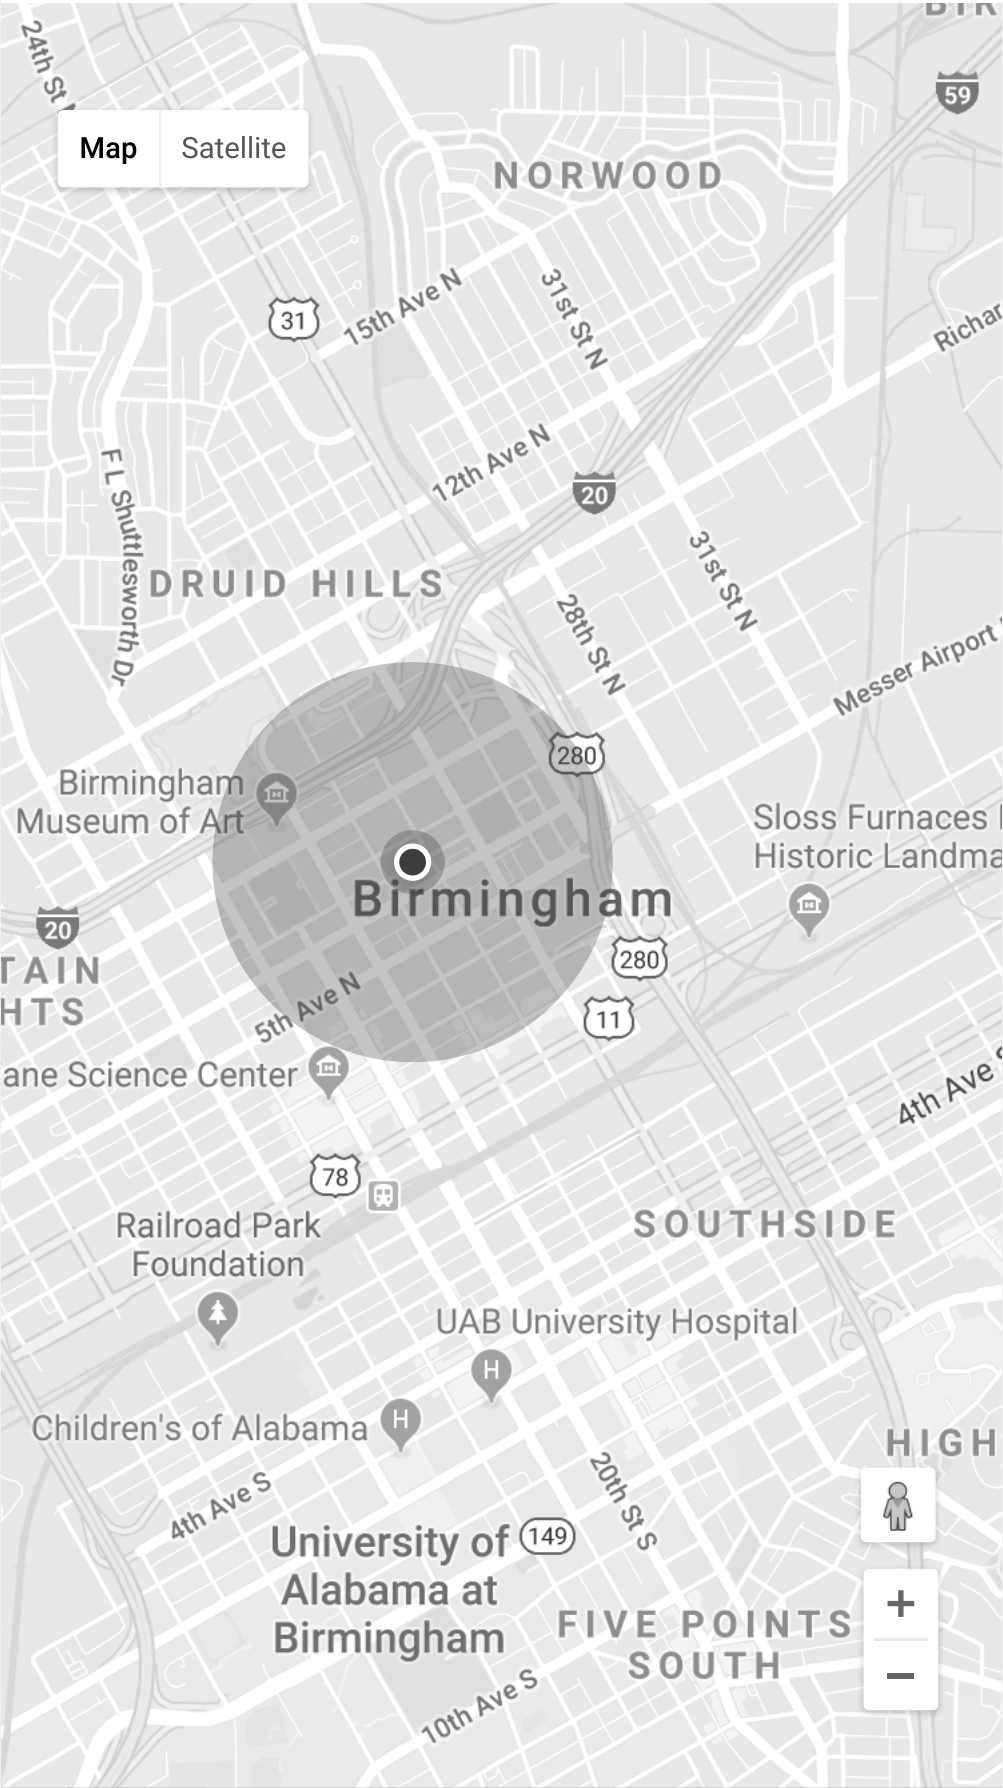 24th St N
59
Map
Satellite
NORWOOD
31
15th Ave N
31st St N
Richar
12th Ave N
20
F L Shuttlesworth Dr
DRUID HILLS
31st St N
28th St N
Messer Airport
280
Birmingham
Museum of Art
Sloss Furnaces
Historic Landma
Birmingham
20
TAIN
HTS
280
11
5th Ave N
ane Science Center
4th Ave S
78
Railroad Park
Foundation
SOUTHSIDE
UAB University Hospital
H
Children's of Alabama
H
HIGH
4th Ave S
20th St S
University of
Alabama at
Birmingham
149
FIVE POINTS
SOUTH
10th Ave S
+
−